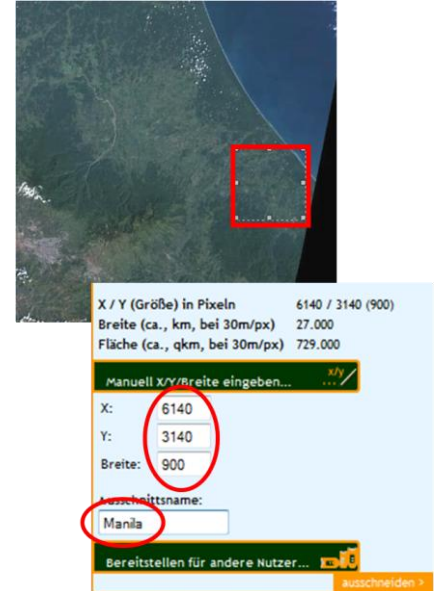 X / Y (Größe) in Pixeln 6140 / 3140 (900)
Breite (ca., km, bei 30m/px) 27.000
Fläche (ca., qkm, bei 30m/px) 729.000
Manuell X/Y/Breite eingeben... x/y
X: 6140
Y: 3140
Breite: 900
Ausschnittsname:
Manila
Bereitstellen für andere Nutzer...
ausschneiden >